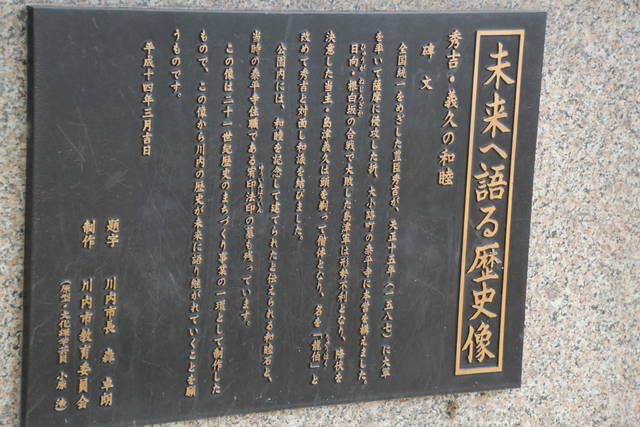 未来へ語る歴史像
秀吉・義久の和睦
碑文
全国統一をめざした豊臣秀吉が、天正十五年(一五八七)に大軍
を率いて薩摩に侵攻した折、大小路町の泰平寺に本営を構えました。
日向・根白坂の合戦で大敗した島津軍は形勢不利となり、降伏を
決意した当主・島津義久は頭を剃って僧体となり、名を「龍伯」と
改めて秀吉と対面し和議を結びました。
公園内には、和睦を記念して建てられたと伝えられる和睦石と、
当時の泰平寺住職である宥印法印の墓も残っています。
この像は二十一世紀歴史のまちづくり事業の一環として制作した
もので、この像から川内の歴史が未来に語り継がれていくことを願
うものです。
平成十四年三月吉日
題字 川内市長 森卓朗
制作 川内市教育委員会